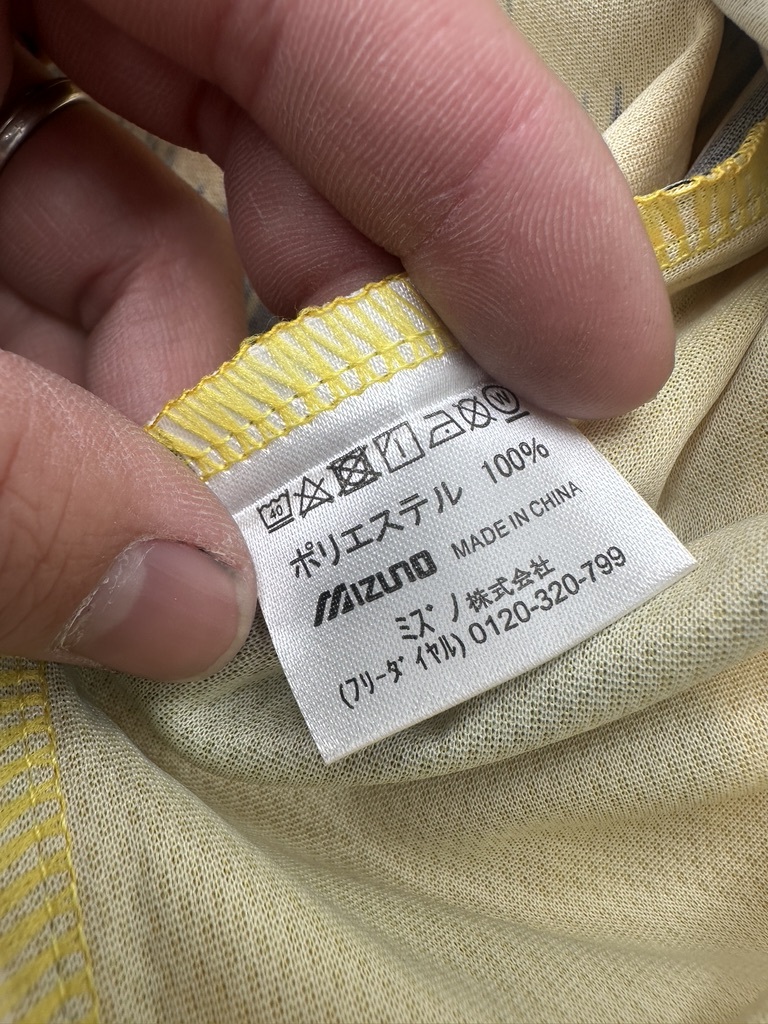 40
ポリエステル 100%
MIZUNO MADE IN CHINA
ミズノ株式会社
(フリーダイヤル) 0120-320-799